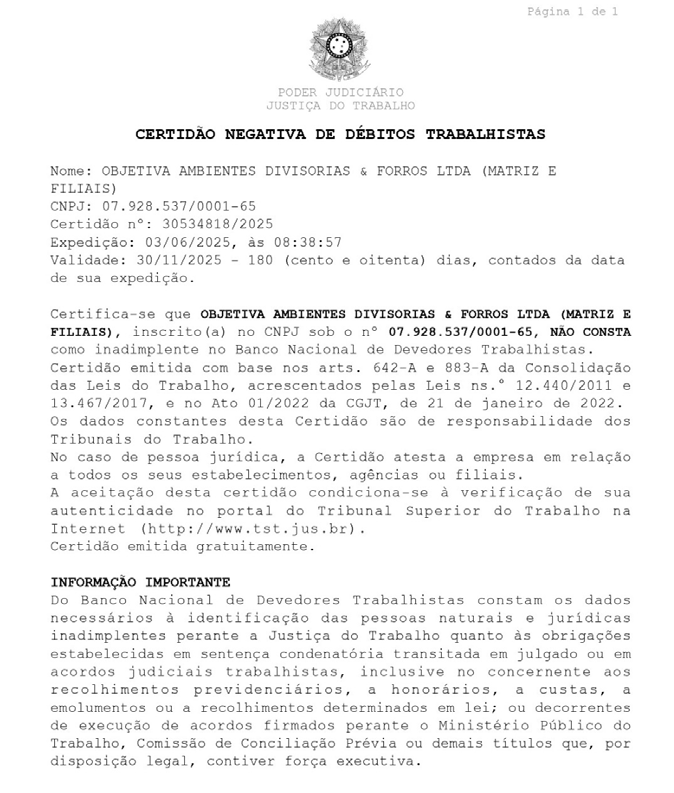 Página 1 de 1
PODER JUDICIÁRIO
JUSTIÇA DO TRABALHO
CERTIDÃO NEGATIVA DE DÉBITOS TRABALHISTAS
Nome: OBJETIVA AMBIENTES DIVISORIAS & FORROS LTDA (MATRIZ E
FILIAIS)
CNPJ: 07.928.537/0001-65
Certidão nº: 30534818/2025
Expedição: 03/06/2025, às 08:38:57
Validade: 30/11/2025 - 180 (cento e oitenta) dias, contados da data
de sua expedição.
Certifica-se que OBJETIVA AMBIENTES DIVISORIAS & FORROS LTDA (MATRIZ E
FILIAIS), inscrito(a) no CNPJ sob o nº 07.928.537/0001-65, NÃO CONSTA
como inadimplente no Banco Nacional de Devedores Trabalhistas.
Certidão emitida com base nos arts. 642-A e 883-A da Consolidação
das Leis do Trabalho, acrescentados pelas Leis ns.° 12.440/2011 e
13.467/2017, e no Ato 01/2022 da CGJT, de 21 de janeiro de 2022.
Os dados constantes desta Certidão são de responsabilidade dos
Tribunais do Trabalho.
No caso de pessoa jurídica, a Certidão atesta a empresa em relação
a todos os seus estabelecimentos, agências ou filiais.
A aceitação desta certidão condiciona-se à verificação de sua
autenticidade no portal do Tribunal Superior do Trabalho na
Internet (http://www.tst.jus.br).
Certidão emitida gratuitamente.
INFORMAÇÃO IMPORTANTE
Do Banco Nacional de Devedores Trabalhistas constam os dados
necessários à identificação das pessoas naturais e jurídicas
inadimplentes perante a Justiça do Trabalho quanto às obrigações
estabelecidas em sentença condenatória transitada em julgado ou em
acordos judiciais trabalhistas, inclusive no concernente aos
recolhimentos previdenciários, a honorários, a custas, a
emolumentos ou a recolhimentos determinados em lei; ou decorrentes
de execução de acordos firmados perante o Ministério Público do
Trabalho, Comissão de Conciliação Prévia ou demais títulos que, por
disposição legal, contiver força executiva.